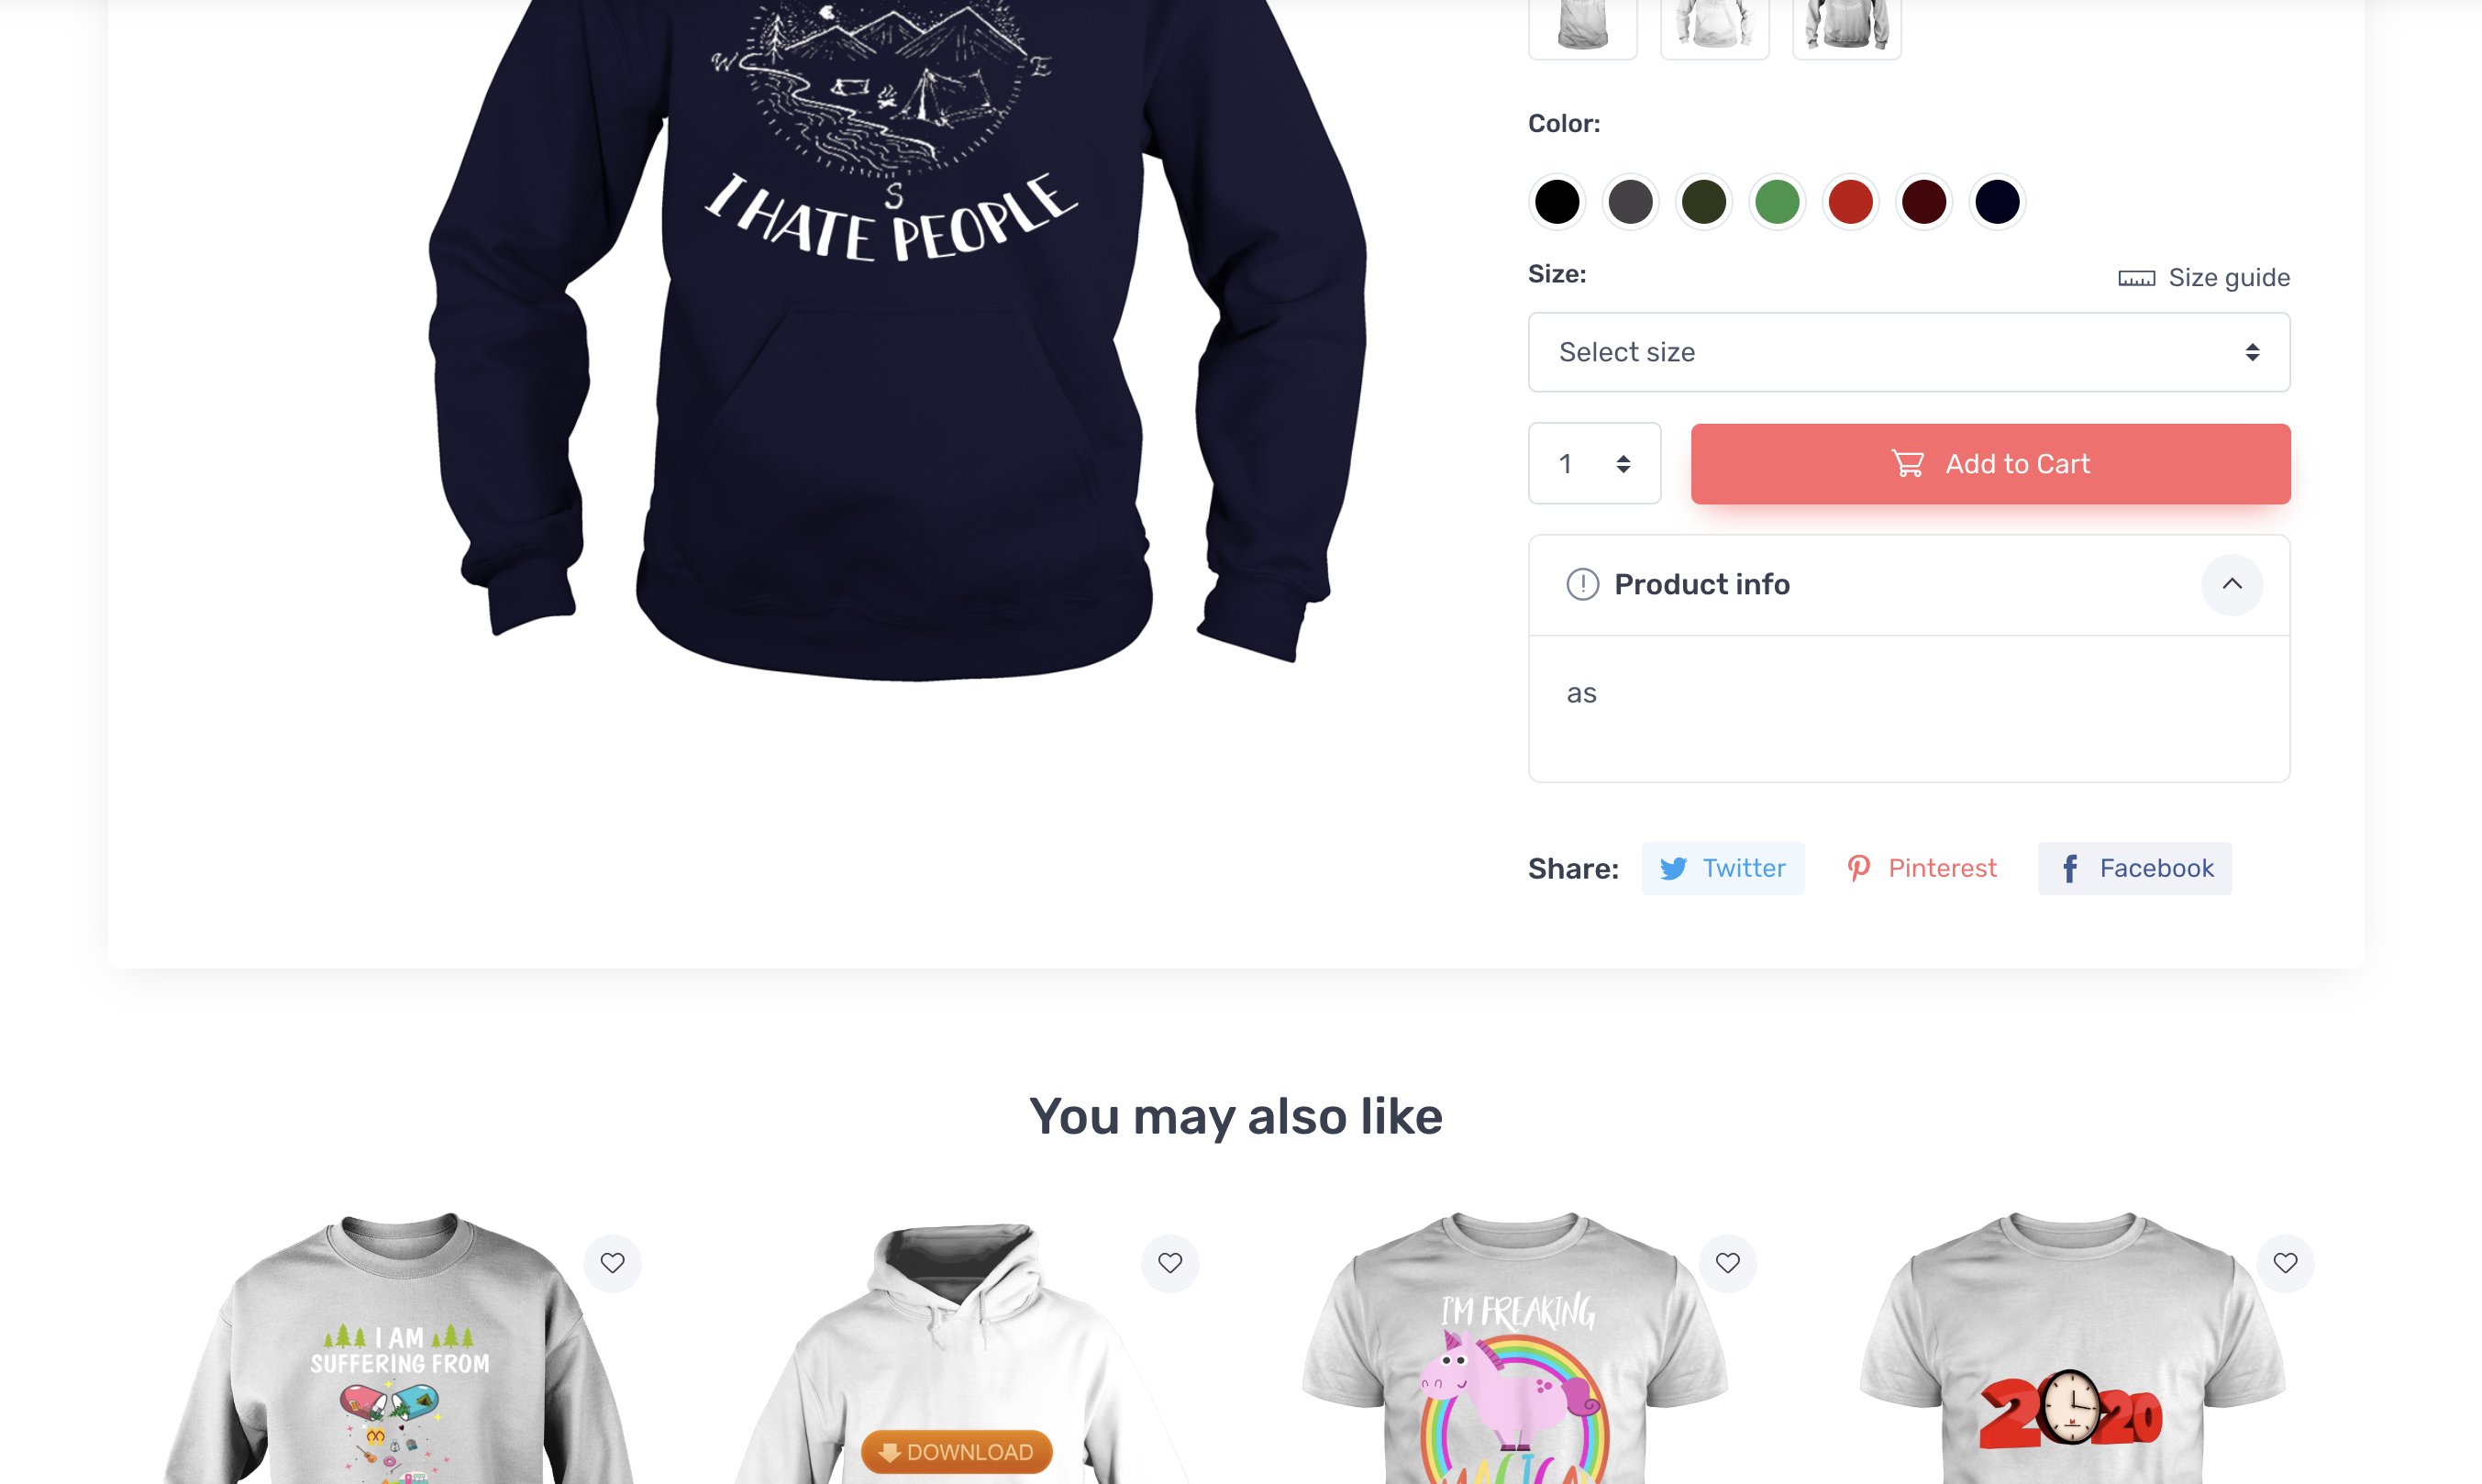 W
E
S
I HATE PEOPLE
Color:
Size:
Size guide
Select size
1
Add to Cart
Product info
as
Share:
Twitter
Pinterest
Facebook
You may also like
I AM
SUFFERING FROM
DOWNLOAD
I'M FREAKING
MAGICAL
2020